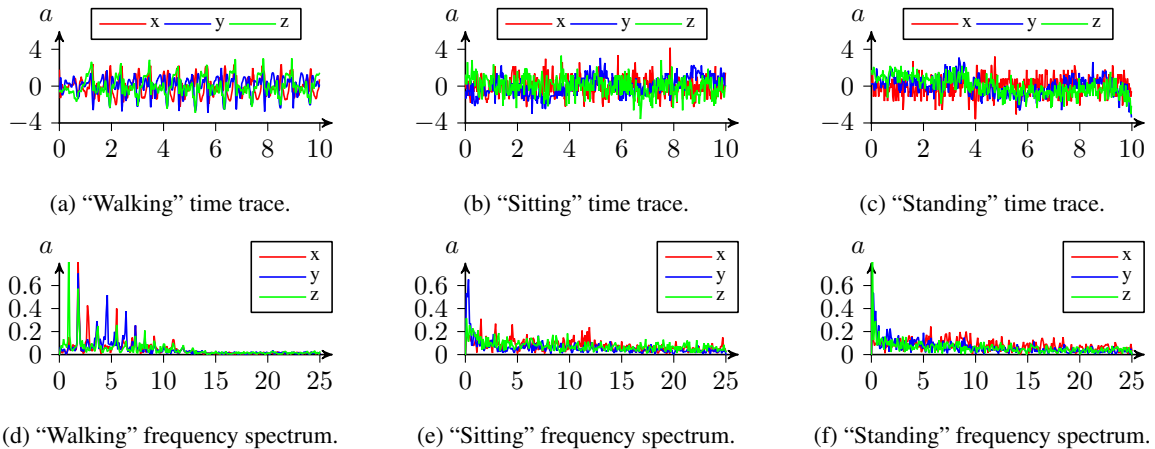 a x y z a x y z a x y z
4 4 4
0 0 0
−4 −4 −4
0 2 4 6 8 10 0 2 4 6 8 10 0 2 4 6 8 10
(a) “Walking” time trace. (b) “Sitting” time trace. (c) “Standing” time trace.
a x a x a x
0.6 y 0.6 y 0.6 y
0.4 z 0.4 z 0.4 z
0.2 0.2 0.2
0 0 0
0 5 10 15 20 25 0 5 10 15 20 25 0 5 10 15 20 25
(d) “Walking” frequency spectrum. (e) “Sitting” frequency spectrum. (f) “Standing” frequency spectrum.